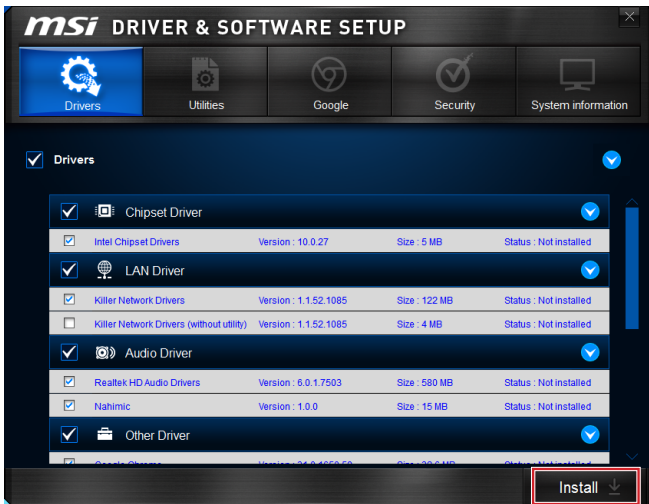 msi DRIVER & SOFTWARE SETUP
Drivers Utilities Google Security System information
Drivers
Chipset Driver
Intel Chipset Drivers Version : 10.0.27 Size : 5 MB Status : Not installed
LAN Driver
Killer Network Drivers Version : 1.1.52.1085 Size : 122 MB Status : Not installed
Killer Network Drivers (without utility) Version : 1.1.52.1085 Size : 4 MB Status : Not installed
Audio Driver
Realtek HD Audio Drivers Version : 6.0.1.7503 Size : 580 MB Status : Not installed
Nahimic Version : 1.0.0 Size : 15 MB Status : Not installed
Other Driver
Google Chrome
Install